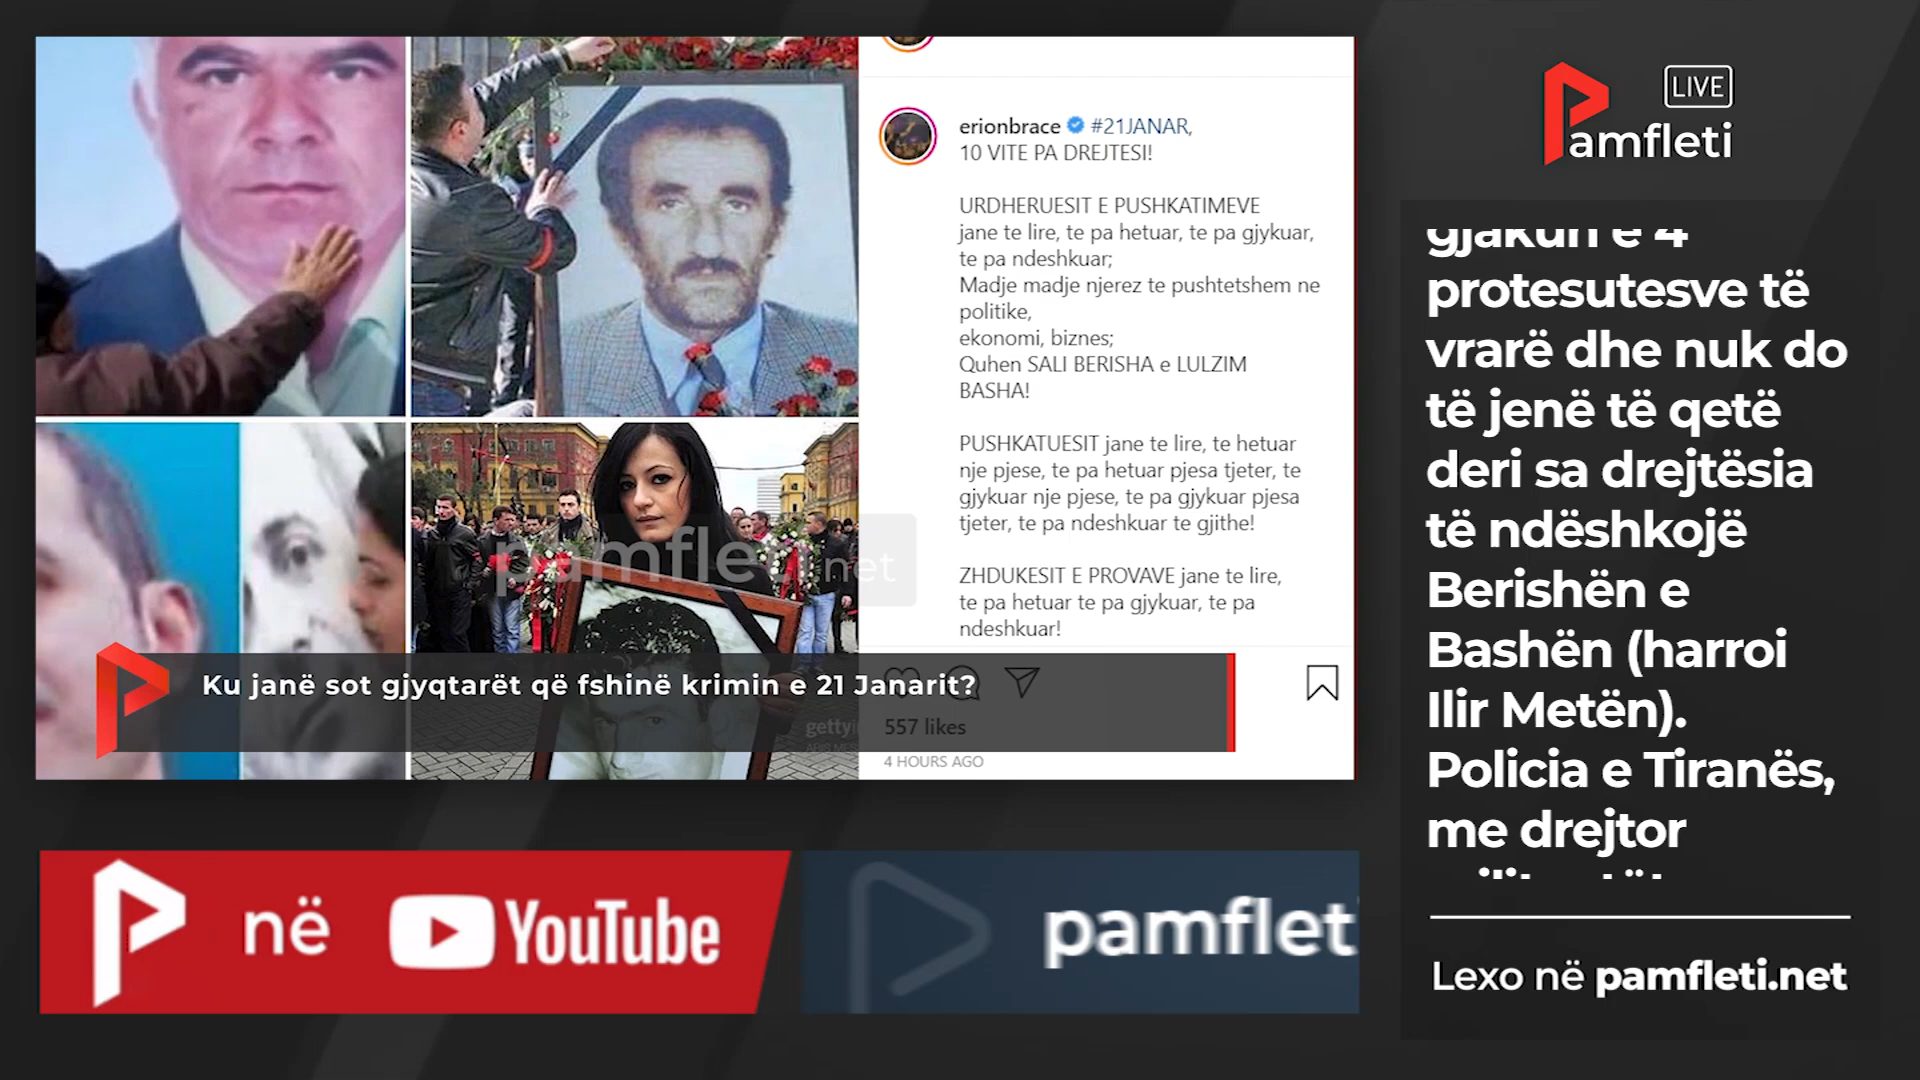 erionbrace #21JANAR,
10 VITE PA DREJTESI!
URDHERUESIT E PUSHKATIMEVE
jane te lire, te pa hetuar, te pa gjykuar,
te pa ndeshkuar;
Madje madje njerez te pushtetshem ne
politike,
ekonomi, biznes;
Quhen SALI BERISHA e LULZIM
BASHA!
PUSHKATUESIT jane te lire, te hetuar
nje pjese, te pa hetuar pjesa tjeter, te
gjykuar nje pjese, te pa gjykuar pjesa
tjeter, te pa ndeshkuar te gjithe!
ZHDUKESIT E PROVAVE jane te lire,
te pa hetuar te pa gjykuar, te pa
ndeshkuar!
557 likes
4 HOURS AGO
pamfleti.net
Ku janë sot gjyqtarët që fshinë krimin e 21 Janarit?
në YouTube
pamflet
LIVE
Pamfleti
gjakun e 4
protesutesve të
vrarë dhe nuk do
të jenë të qetë
deri sa drejtësia
të ndëshkojë
Berishën e
Bashën (harroi
Ilir Metën).
Policia e Tiranës,
me drejtor
Lexo në pamfleti.net